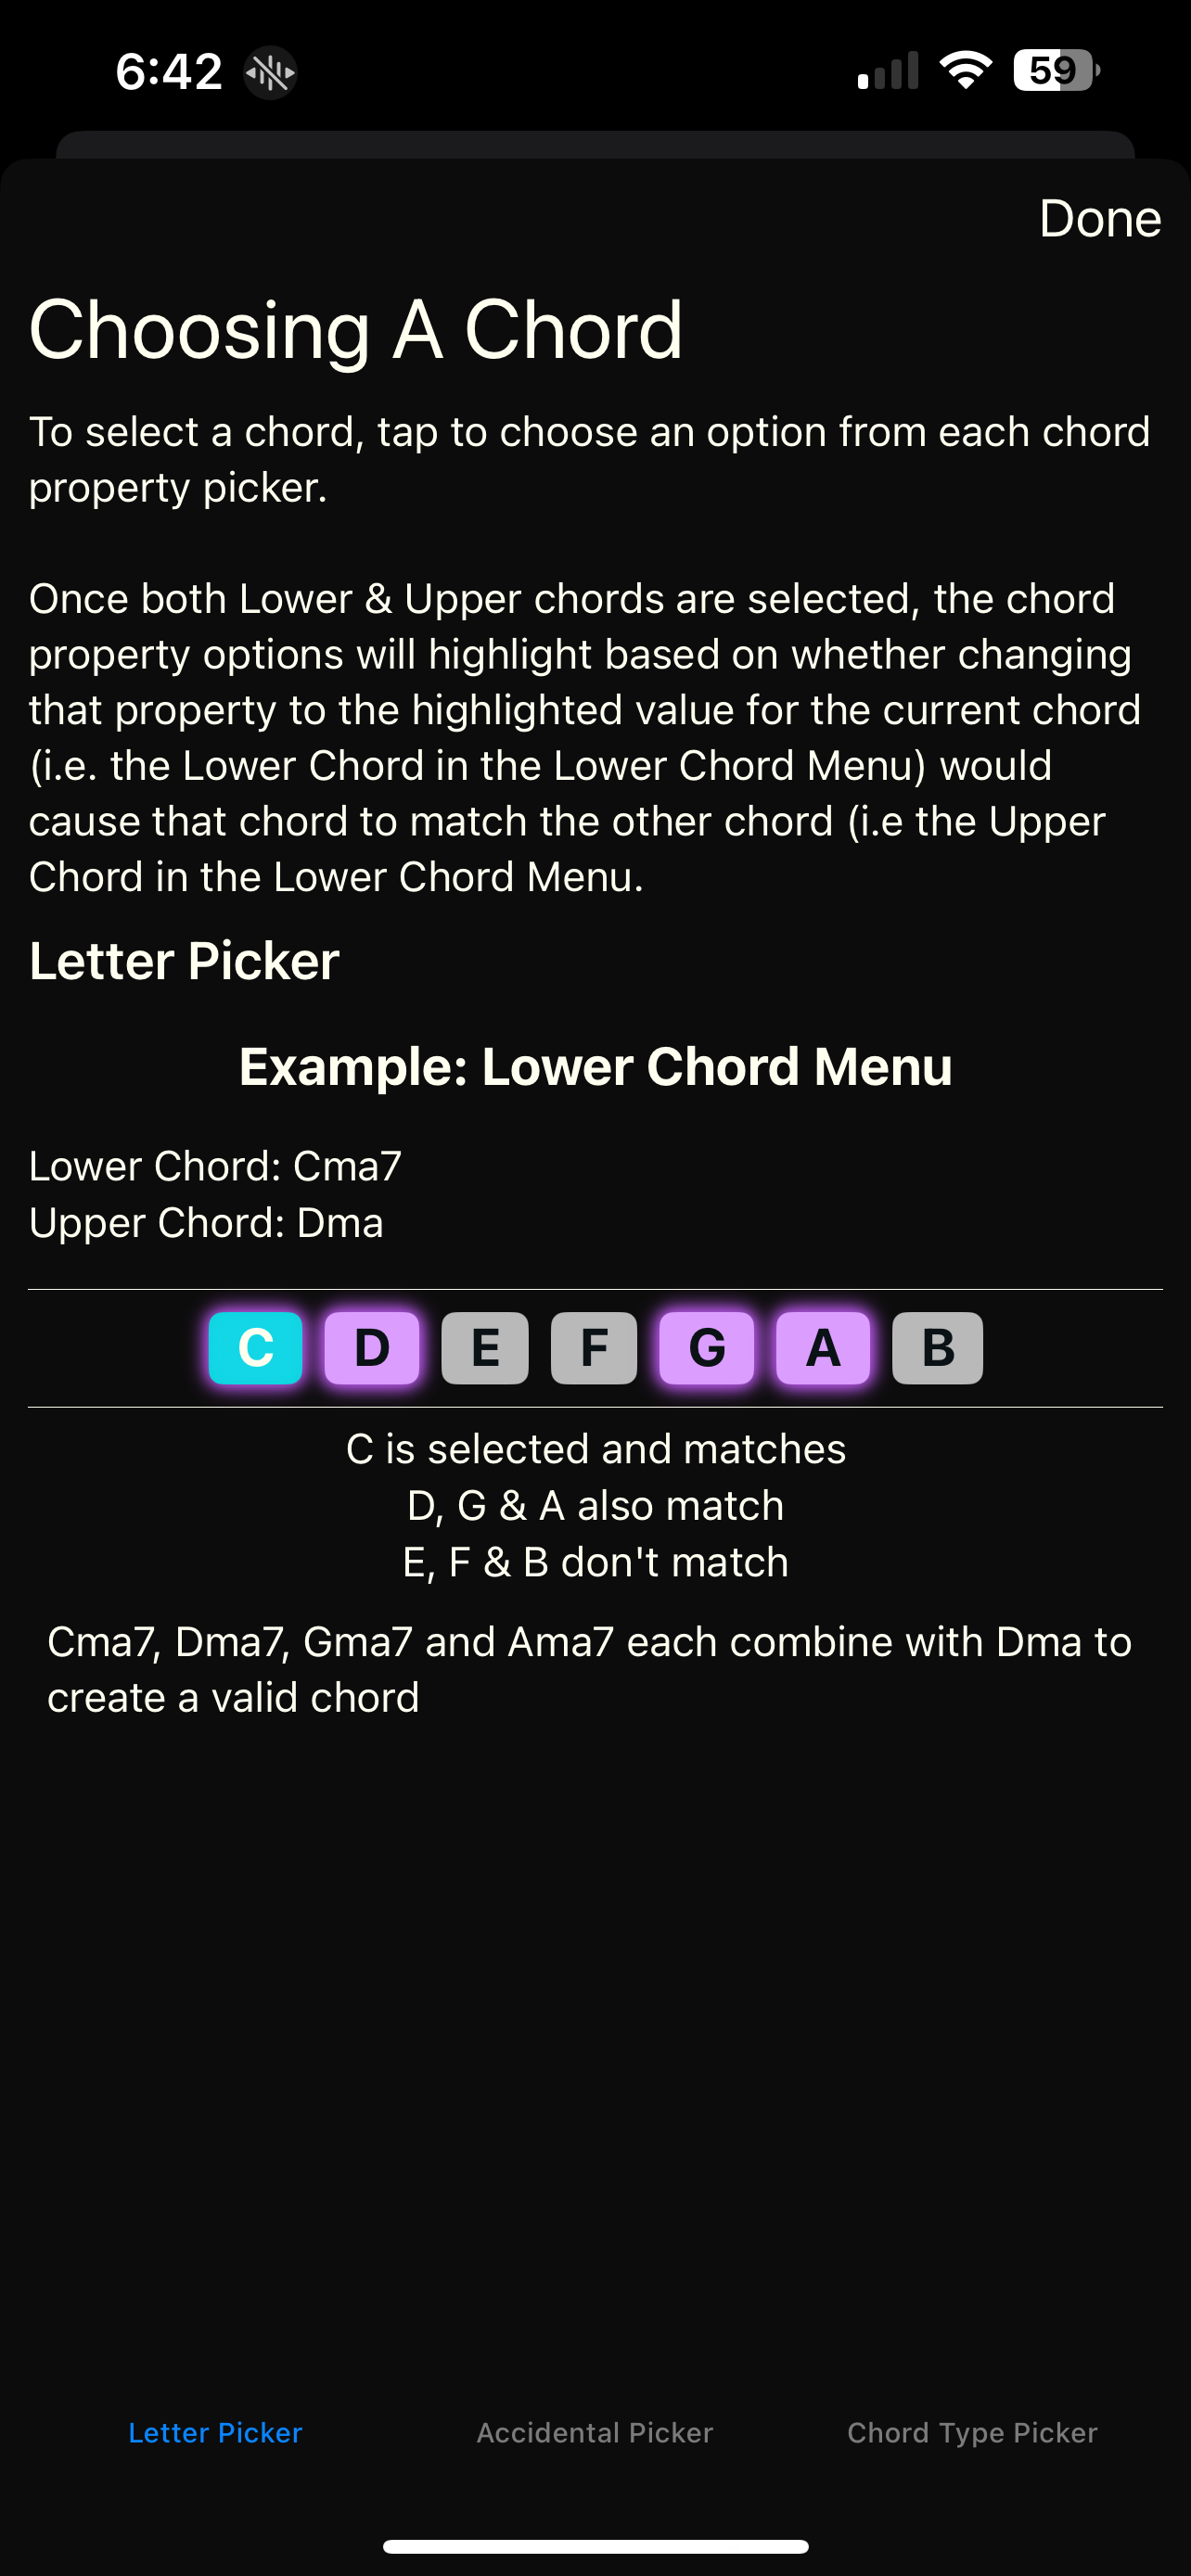 6:42
59
Done
Choosing A Chord
To select a chord, tap to choose an option from each chord
property picker.
Once both Lower & Upper chords are selected, the chord
property options will highlight based on whether changing
that property to the highlighted value for the current chord
(i.e. the Lower Chord in the Lower Chord Menu) would
cause that chord to match the other chord (i.e the Upper
Chord in the Lower Chord Menu.
Letter Picker
Example: Lower Chord Menu
Lower Chord: Cma7
Upper Chord: Dma
C D E F G A B
C is selected and matches
D, G & A also match
E, F & B don't match
Cma7, Dma7, Gma7 and Ama7 each combine with Dma to
create a valid chord
Letter Picker Accidental Picker Chord Type Picker